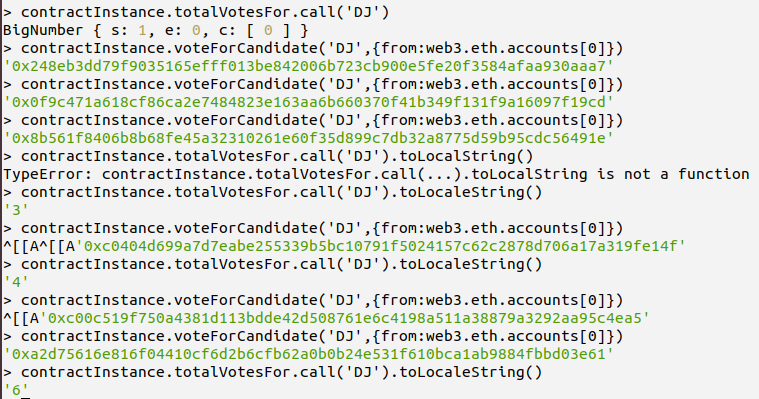 > contractInstance.totalVotesFor.call('DJ')
BigNumber { s: 1, e: 0, c: [ 0 ] }
> contractInstance.voteForCandidate('DJ',{from:web3.eth.accounts[0]})
'0x248eb3dd79f9035165efff013be842006b723cb900e5fe20f3584afaa930aaa7'
> contractInstance.voteForCandidate('DJ',{from:web3.eth.accounts[0]})
'0x0f9c471a618cf86ca2e7484823e163aa6b660370f41b349f131f9a16097f19cd'
> contractInstance.voteForCandidate('DJ',{from:web3.eth.accounts[0]})
'0x8b561f8406b8b68fe45a32310261e60f35d899c7db32a8775d59b95cdc56491e'
> contractInstance.totalVotesFor.call('DJ').toLocalString()
TypeError: contractInstance.totalVotesFor.call(...).toLocalString is not a function
> contractInstance.totalVotesFor.call('DJ').toLocaleString()
'3'
> contractInstance.voteForCandidate('DJ',{from:web3.eth.accounts[0]})
^[[A^[[A'0xc0404d699a7d7eabe255339b5bc10791f5024157c62c2878d706a17a319fe14f'
> contractInstance.totalVotesFor.call('DJ').toLocaleString()
'4'
> contractInstance.voteForCandidate('DJ',{from:web3.eth.accounts[0]})
^[[A'0xc00c519f750a4381d113bdde42d508761e6c4198a511a38879a3292aa95c4ea5'
> contractInstance.voteForCandidate('DJ',{from:web3.eth.accounts[0]})
'0xa2d75616e816f04410cf6d2b6cfb62a0b0b24e531f610bca1ab9884fbbd03e61'
> contractInstance.totalVotesFor.call('DJ').toLocaleString()
'6'